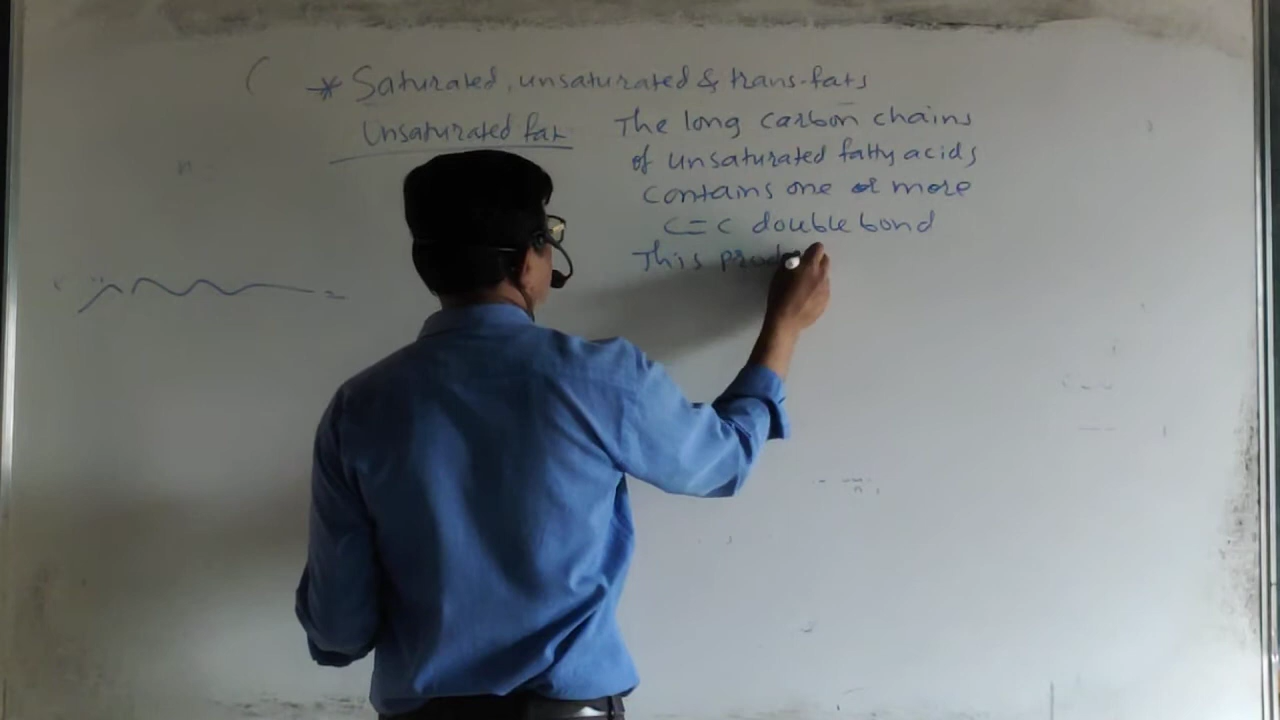 * Saturated, unsaturated & trans-fats
Unsaturated fat
The long carbon chains
of unsaturated fatty acids
contains one or more
C=C double bond
This prod